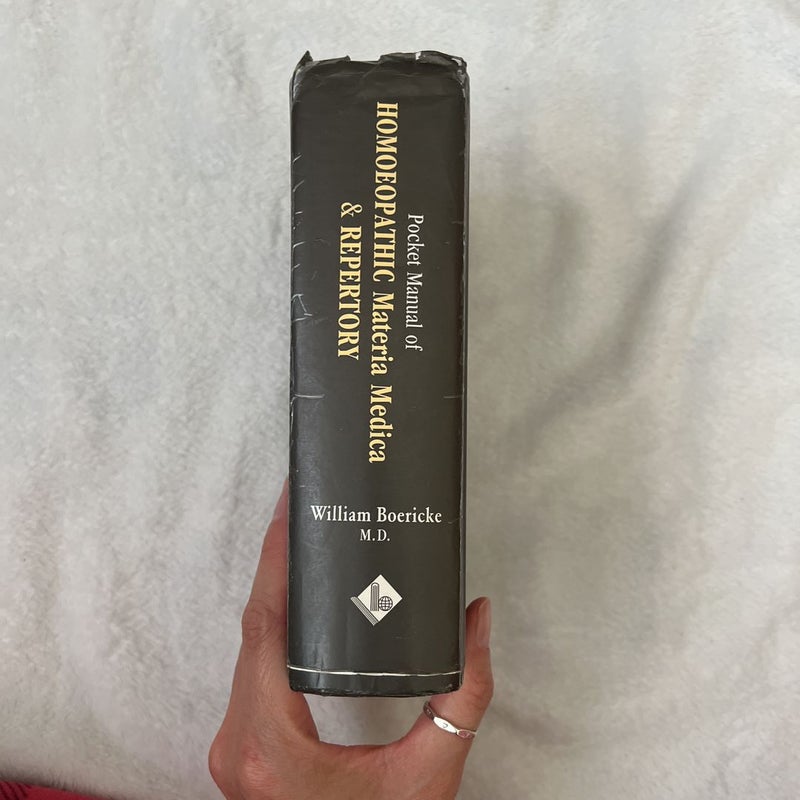 Pocket Manual of
HOMOEOPATHIC Materia Medica
& REPERTORY
William Boericke
M.D.